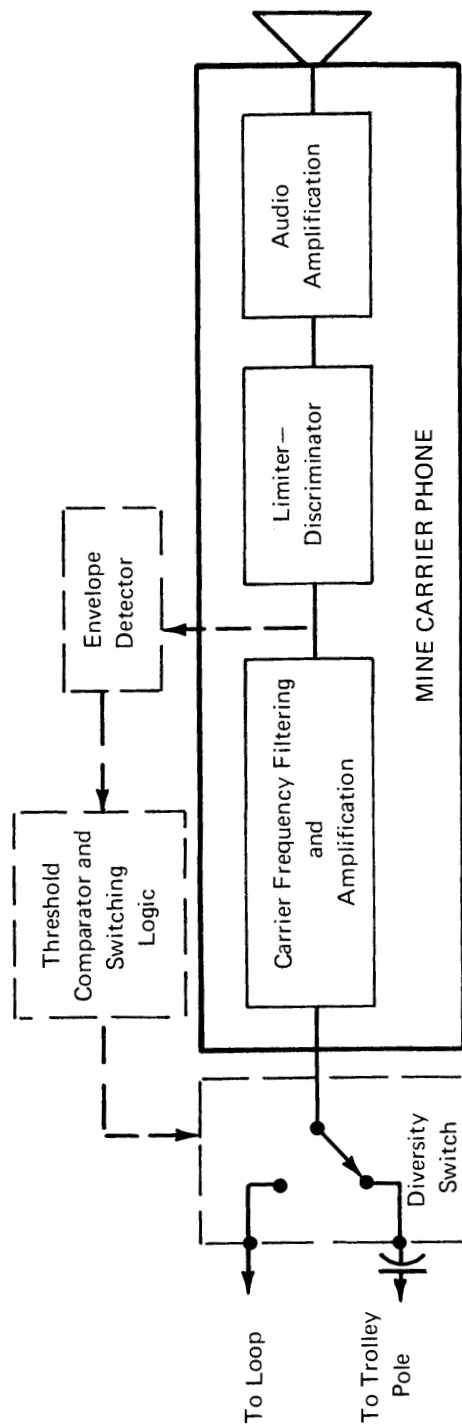 Threshold
Comparator and
Switching
Logic
Envelope
Detector
To Loop
To Trolley
Pole
Diversity
Switch
Carrier Frequency Filtering
and
Amplification
Limiter—
Discriminator
Audio
Amplification
MINE CARRIER PHONE